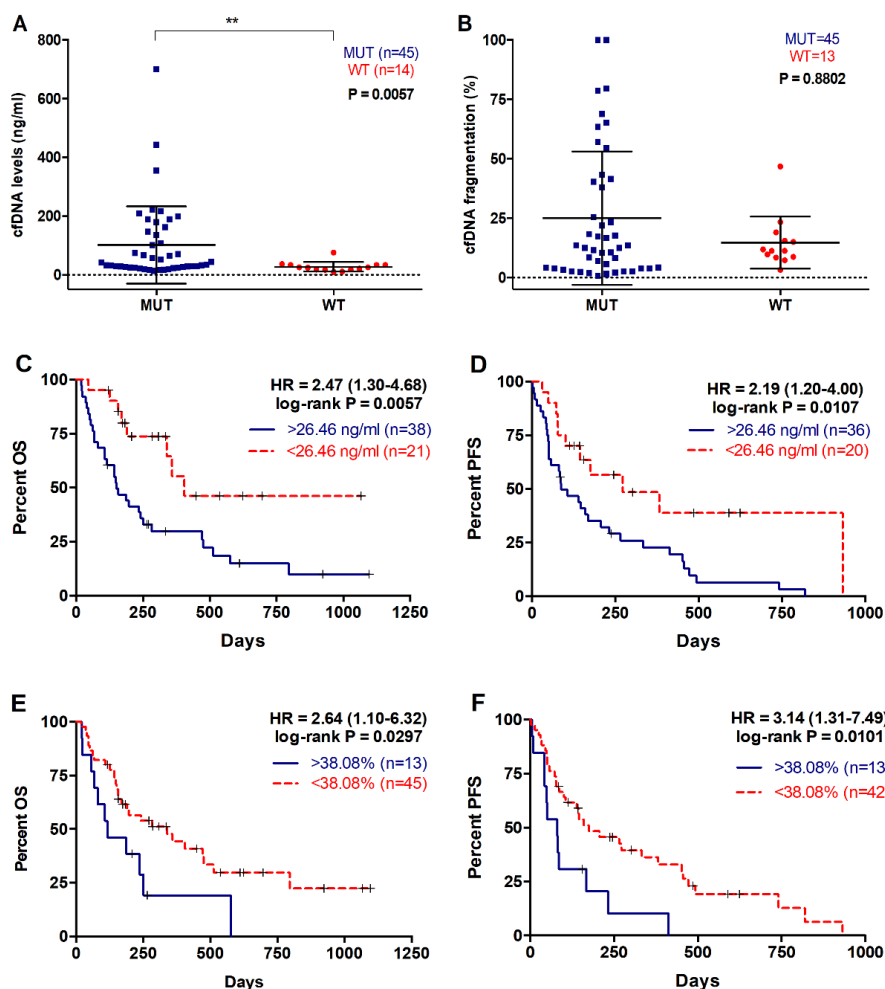 A
**
cfDNA levels (ng/ml)
800
600
400
200
0
MUT (n=45)
WT (n=14)
P = 0.0057
MUT
WT
B
cfDNA fragmentation (%)
100
75
50
25
0
MUT=45
WT=13
P = 0.8802
MUT
WT
C
Percent OS
100
75
50
25
0
HR = 2.47 (1.30-4.68)
log-rank P = 0.0057
>26.46 ng/ml (n=38)
<26.46 ng/ml (n=21)
0
250
500
750
1000
1250
Days
D
Percent PFS
100
75
50
25
0
HR = 2.19 (1.20-4.00)
log-rank P = 0.0107
>26.46 ng/ml (n=36)
<26.46 ng/ml (n=20)
0
250
500
750
1000
Days
E
Percent OS
100
75
50
25
0
HR = 2.64 (1.10-6.32)
log-rank P = 0.0297
>38.08% (n=13)
<38.08% (n=45)
0
250
500
750
1000
1250
Days
F
Percent PFS
100
75
50
25
0
HR = 3.14 (1.31-7.49)
log-rank P = 0.0101
>38.08% (n=13
<38.08% (n=42
0
250
500
750
1000
Days